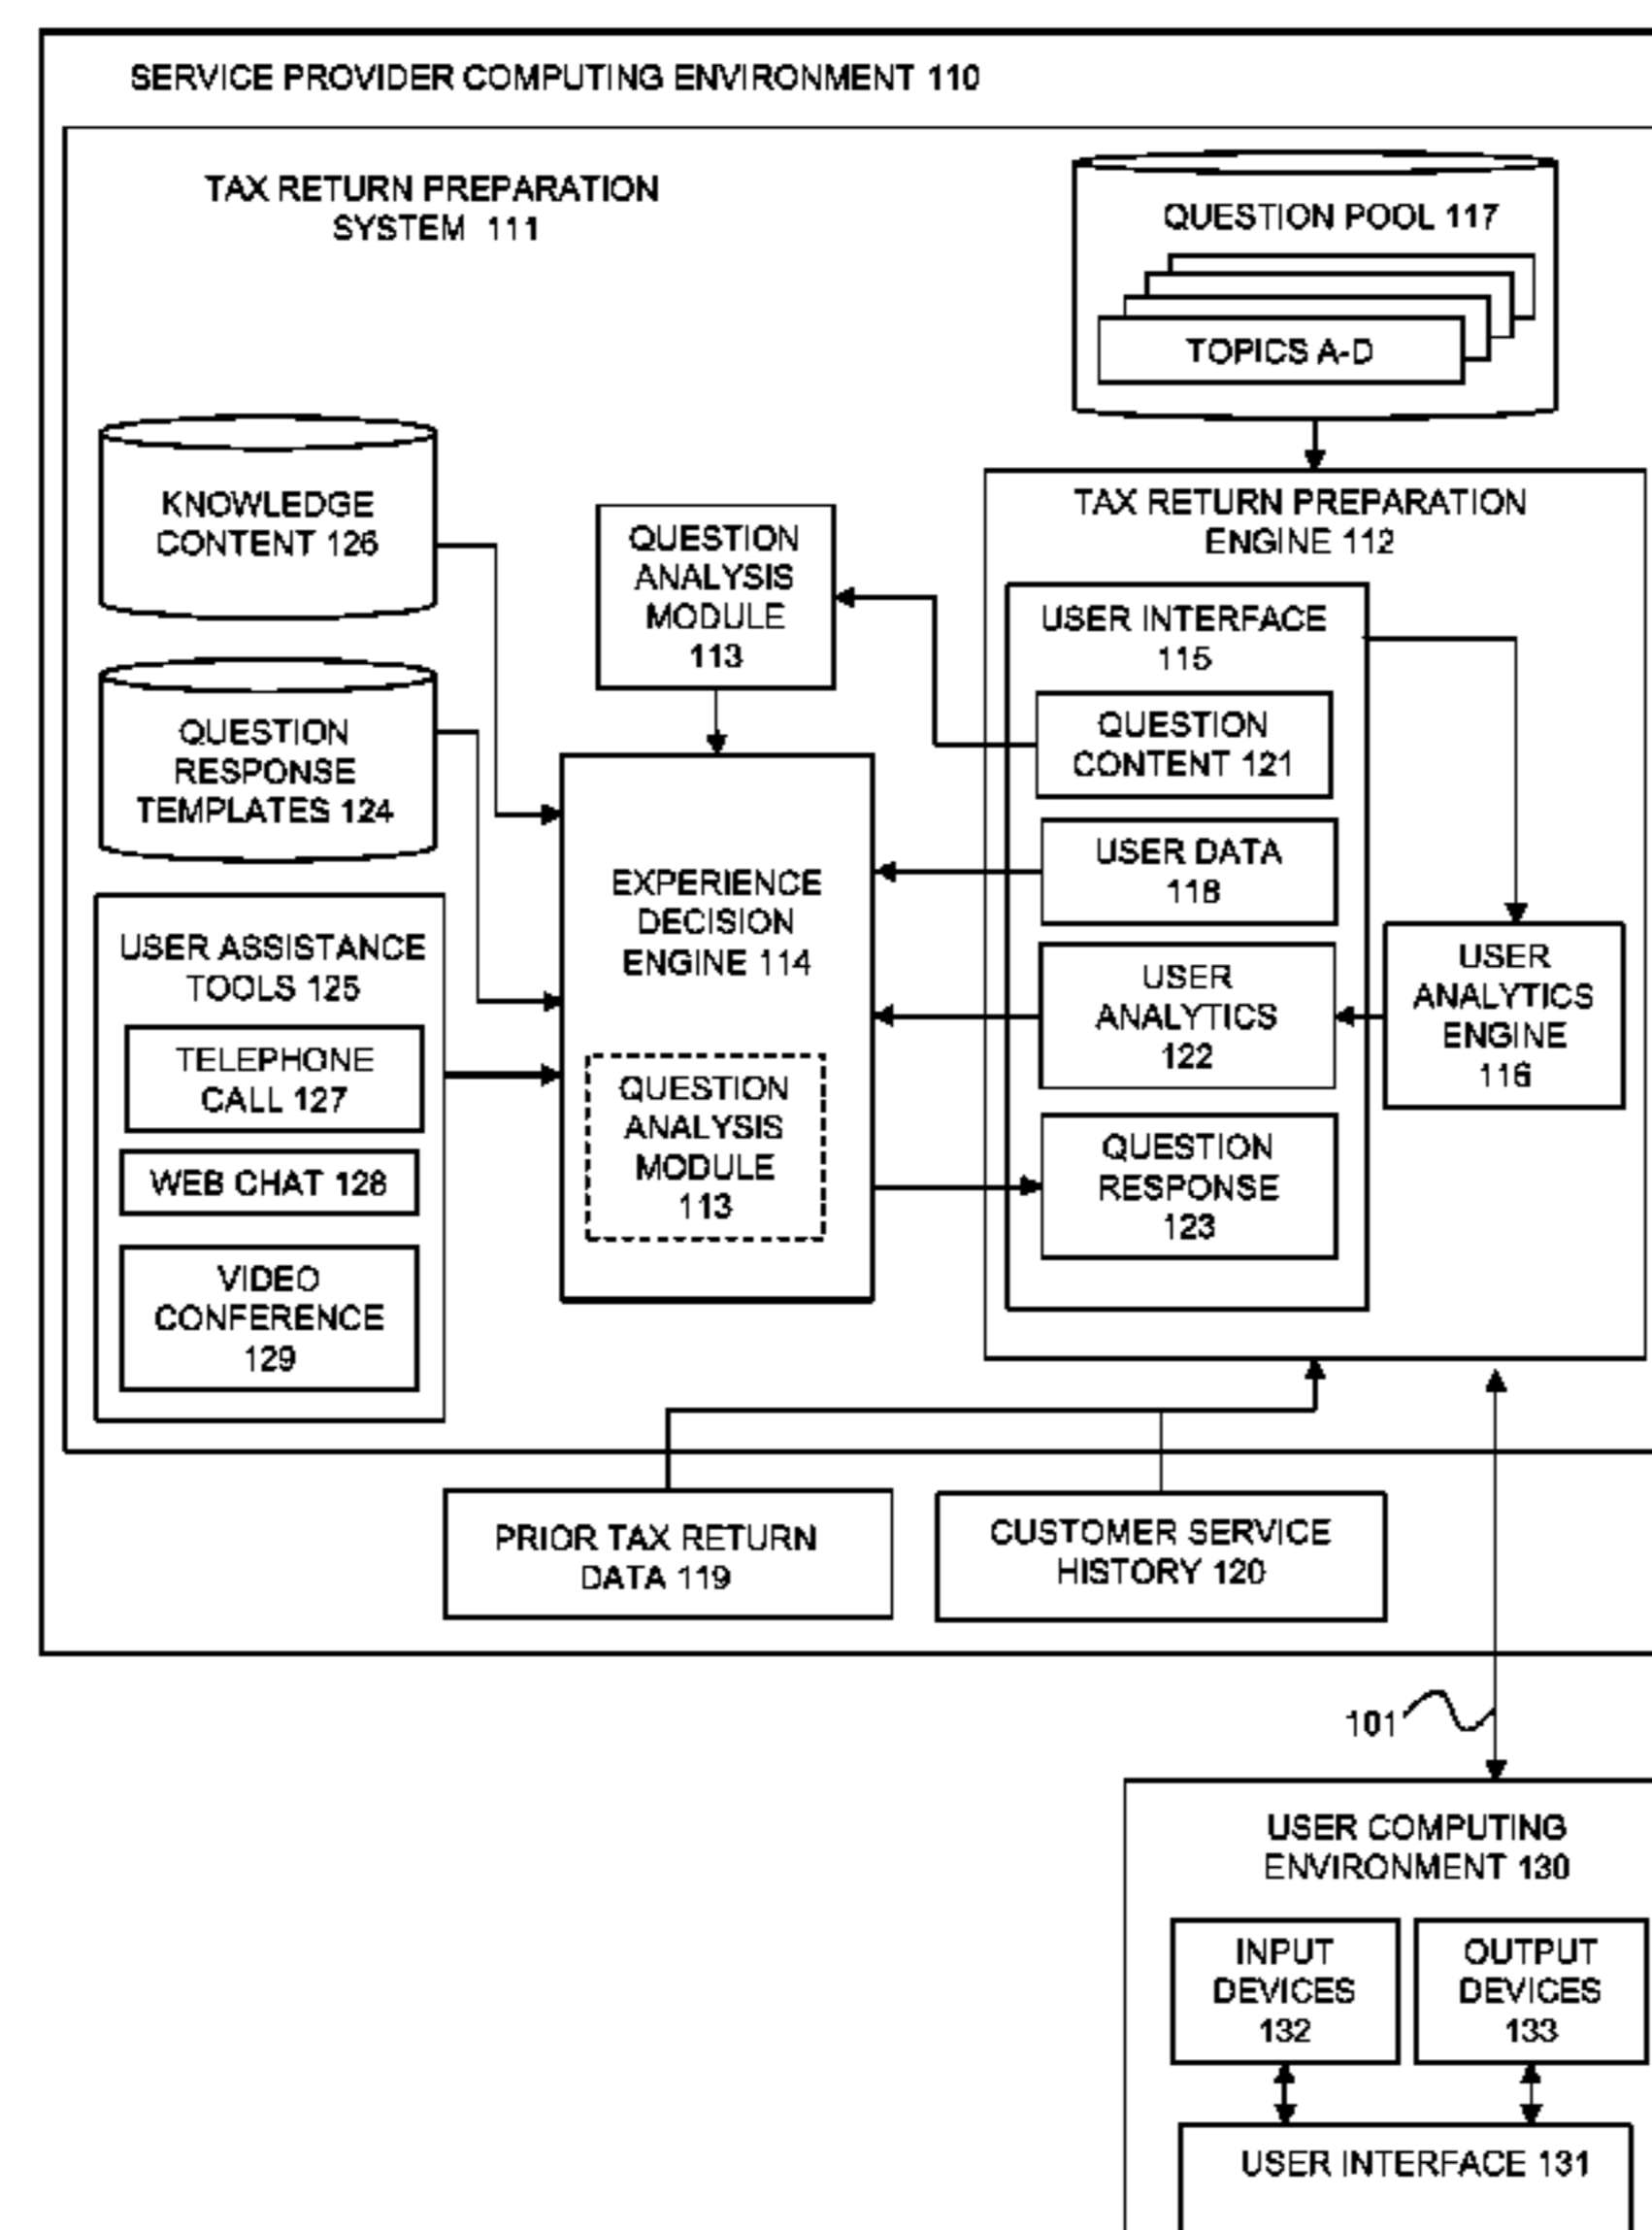 SERVICE PROVIDER COMPUTING ENVIRONMENT 110
TAX RETURN PREPARATION
SYSTEM 111
QUESTION POOL 117
TOPICS A-D
KNOWLEDGE
CONTENT 126
QUESTION
RESPONSE
TEMPLATES 124
USER ASSISTANCE
TOOLS 125
TELEPHONE
CALL 127
WEB CHAT 128
VIDEO
CONFERENCE
129
QUESTION
ANALYSIS
MODULE
113
EXPERIENCE
DECISION
ENGINE 114
QUESTION
ANALYSIS
MODULE
113
TAX RETURN PREPARATION
ENGINE 112
USER INTERFACE
115
QUESTION
CONTENT 121
USER DATA
118
USER
ANALYTICS
122
QUESTION
RESPONSE
123
USER
ANALYTICS
ENGINE
116
PRIOR TAX RETURN
DATA 119
CUSTOMER SERVICE
HISTORY 120
101
USER COMPUTING
ENVIRONMENT 130
INPUT
DEVICES
132
OUTPUT
DEVICES
133
USER INTERFACE 131